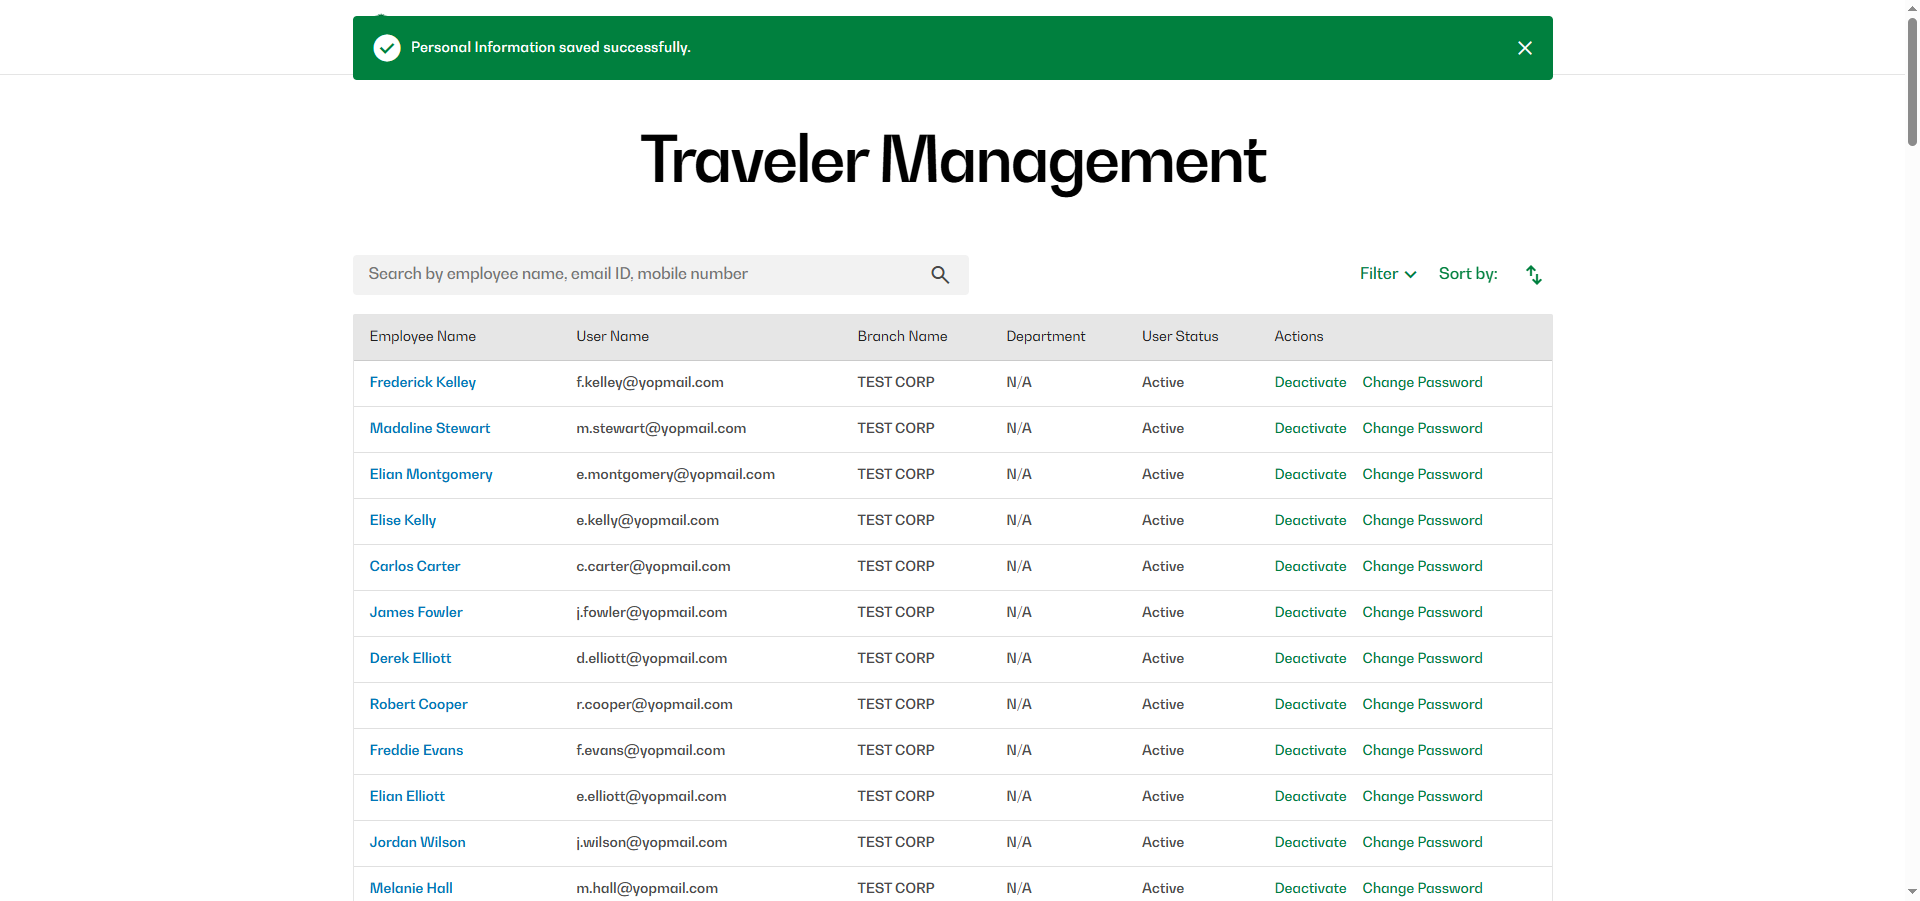 Personal Information saved successfully.
Traveler Management
Search by employee name, email ID, mobile number
Filter Sort by:
Employee Name User Name Branch Name Department User Status Actions
Frederick Kelley f.kelley@yopmail.com TEST CORP N/A Active Deactivate Change Password
Madaline Stewart m.stewart@yopmail.com TEST CORP N/A Active Deactivate Change Password
Elian Montgomery e.montgomery@yopmail.com TEST CORP N/A Active Deactivate Change Password
Elise Kelly e.kelly@yopmail.com TEST CORP N/A Active Deactivate Change Password
Carlos Carter c.carter@yopmail.com TEST CORP N/A Active Deactivate Change Password
James Fowler j.fowler@yopmail.com TEST CORP N/A Active Deactivate Change Password
Derek Elliott d.elliott@yopmail.com TEST CORP N/A Active Deactivate Change Password
Robert Cooper r.cooper@yopmail.com TEST CORP N/A Active Deactivate Change Password
Freddie Evans f.evans@yopmail.com TEST CORP N/A Active Deactivate Change Password
Elian Elliott e.elliott@yopmail.com TEST CORP N/A Active Deactivate Change Password
Jordan Wilson j.wilson@yopmail.com TEST CORP N/A Active Deactivate Change Password
Melanie Hall m.hall@yopmail.com TEST CORP N/A Active Deactivate Change Password